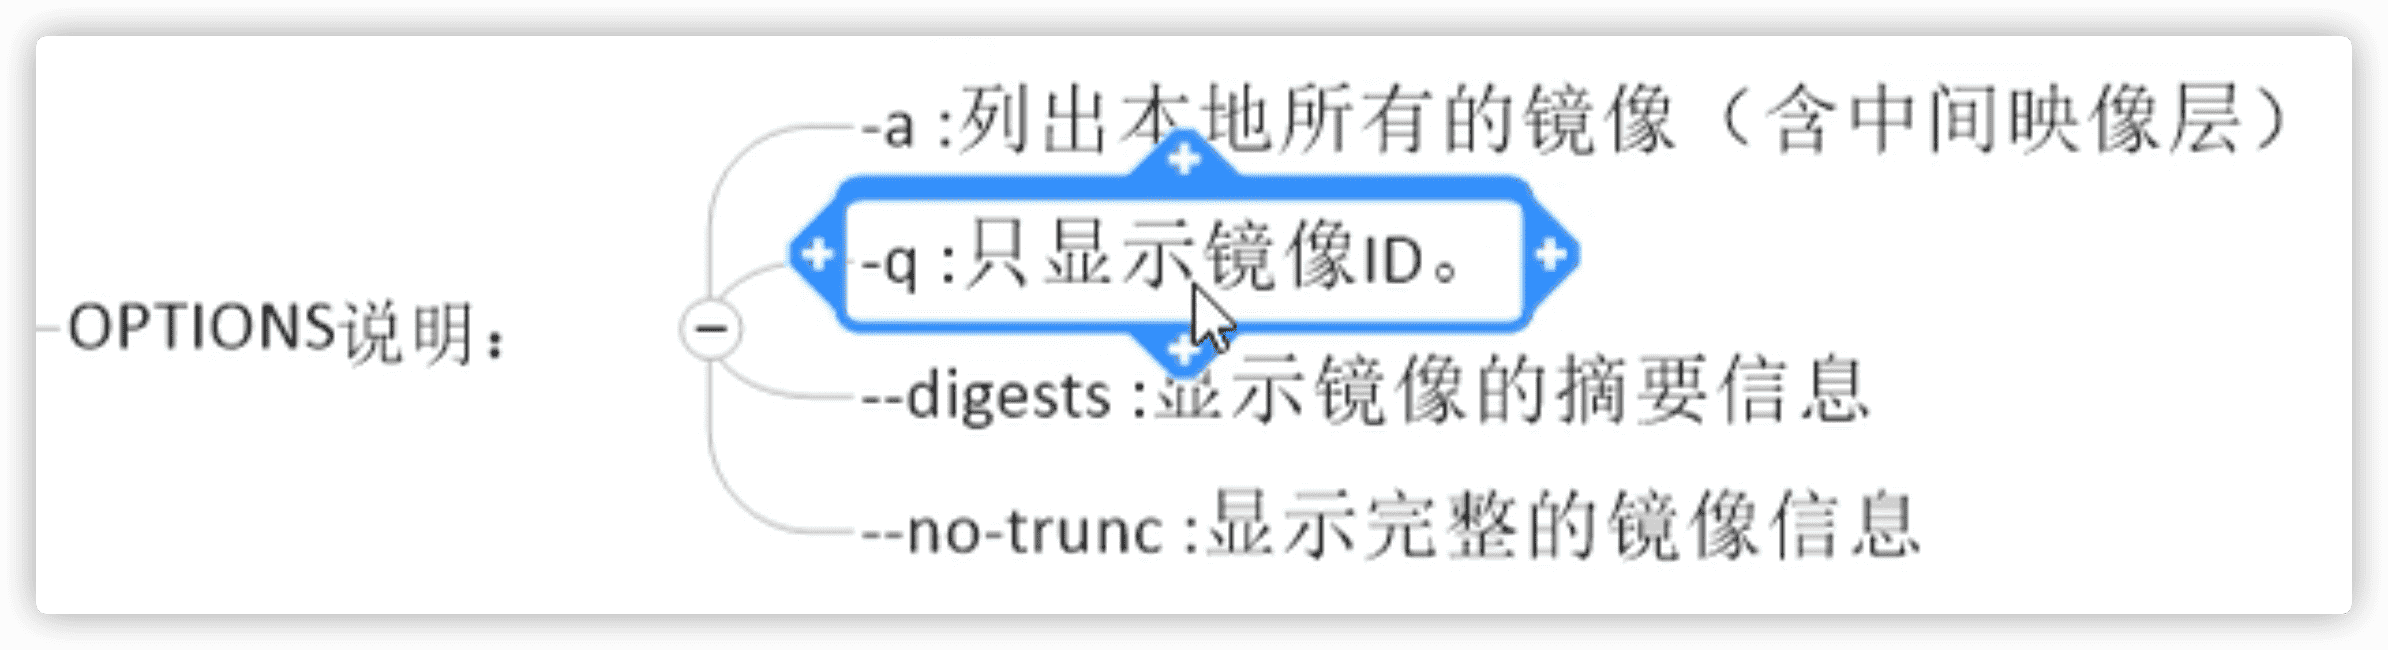 -a :列出本地所有的镜像（含中间映像层）
-q :只显示镜像ID。
OPTIONS说明：
--digests :显示镜像的摘要信息
--no-trunc :显示完整的镜像信息